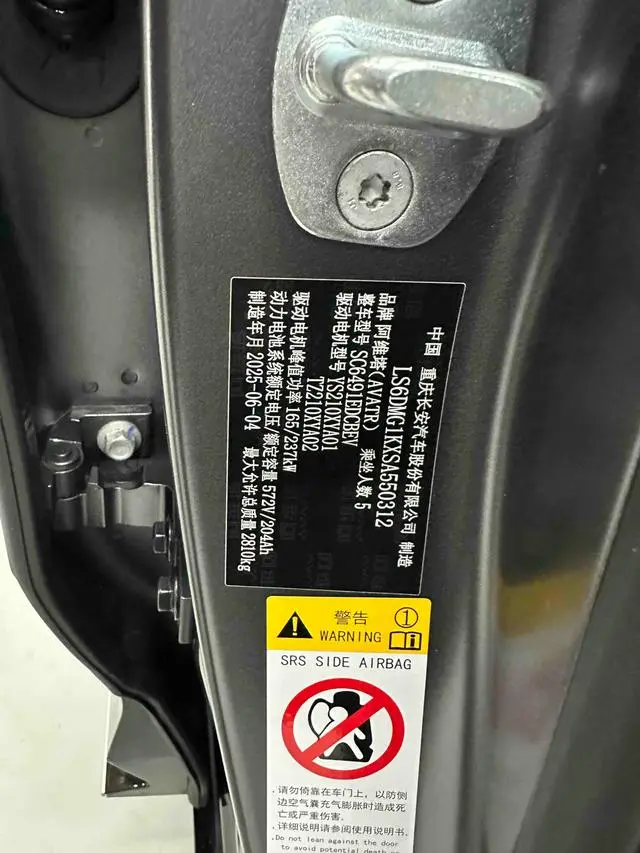 中国 重庆长安汽车股份有限公司 制造
LS6DMG1KXSA550312
品牌 阿维塔(AVATR)
整车型号 SC6491EDCBEV 乘坐人数 5
驱动电机型号 YS210XYA01
TZ210XYA02
驱动电机峰值功率 165/237kW
动力电池系统额定电压/额定容量 572V/204Ah
制造年月 2025-06-04 最大允许总质量 2810kg
警告 ①
WARNING
SRS SIDE AIRBAG
.请勿倚靠在车门上，以防侧
边空气囊充气膨胀时造成死
亡或严重伤害.
.详细说明请参阅使用说明书.
.Do not lean against the door
to avoid potential death or